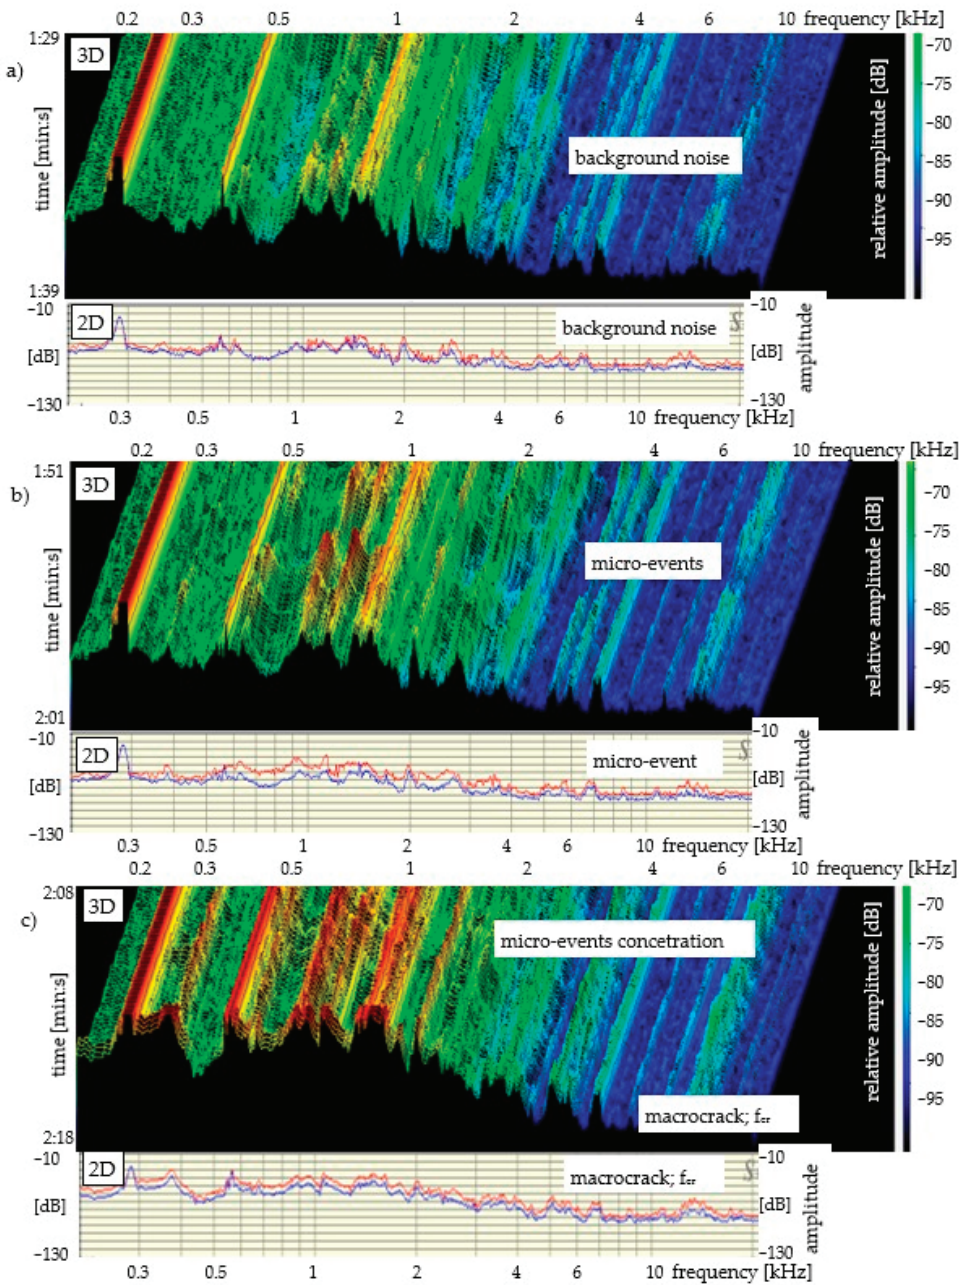 0.2 0.3 0.5 1 2 4 6 10 frequency [kHz]
1:29
a)
3D
time [min:s]
background noise
relative amplitude [dB]
−70
−75
−80
−85
−90
−95
1:39
−10
2D
[dB]
−130
background noise
−10
[dB]
−130
amplitude
0.3 0.5 1 2 4 6 10 frequency [kHz]
0.2 0.3 0.5 1 2 4 6 10 frequency [kHz]
1:51
b)
3D
time [min:s]
micro-events
relative amplitude [dB]
−70
−75
−80
−85
−90
−95
2:01
−10
2D
[dB]
−130
micro-event
−10
[dB]
−130
amplitude
0.3 0.5 1 2 4 6 10 frequency [kHz]
0.2 0.3 0.5 1 2 4 6 10 frequency [kHz]
2:08
c)
3D
time [min:s]
micro-events concetration
relative amplitude [dB]
−70
−75
−80
−85
−90
−95
macrocrack; fcr
2:18
−10
2D
[dB]
−130
macrocrack; fcr
−10
[dB]
−130
amplitude
0.3 0.5 1 2 4 6 10 frequency [kHz]